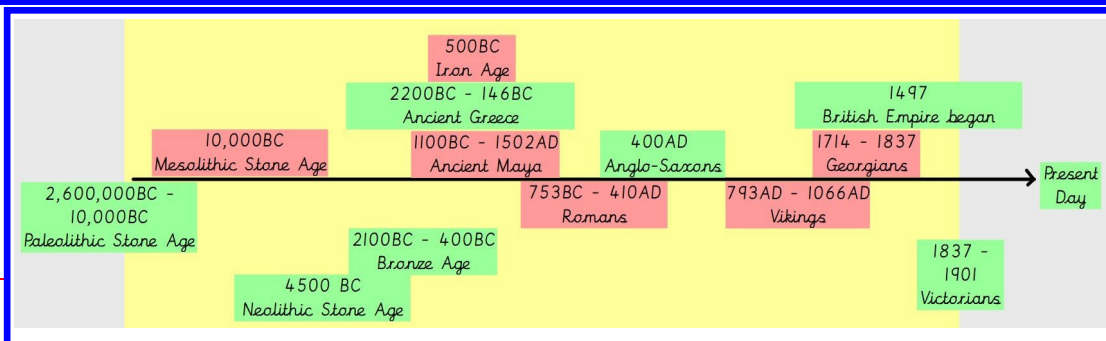 500BC
Iron Age
2200BC - 146BC
Ancient Greece
1497
British Empire began
10,000BC
Mesolithic Stone Age
1100BC - 1502AD
Ancient Maya
400AD
Anglo-Saxons
1714 - 1837
Georgians
Present
Day
2,600,000BC -
10,000BC
Paleolithic Stone Age
753BC - 410AD
Romans
793AD - 1066AD
Vikings
2100BC - 400BC
Bronze Age
1837 -
1901
Victorians
4500 BC
Neolithic Stone Age